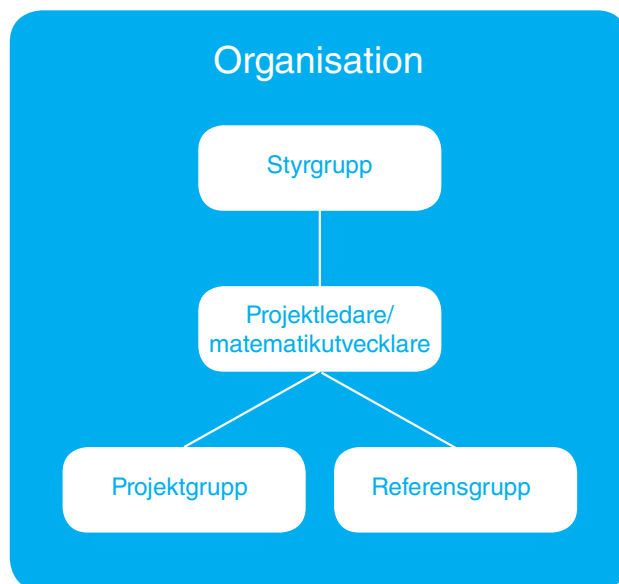 Organisation
Styrgrupp
Projektledare/
matematikutvecklare
Projektgrupp
Referensgrupp